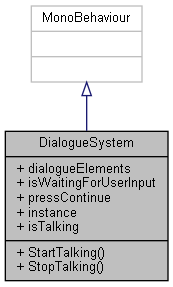 MonoBehaviour
DialogueSystem
+ dialogueElements
+ isWaitingForUserInput
+ pressContinue
+ instance
+ isTalking
+ StartTalking()
+ StopTalking()